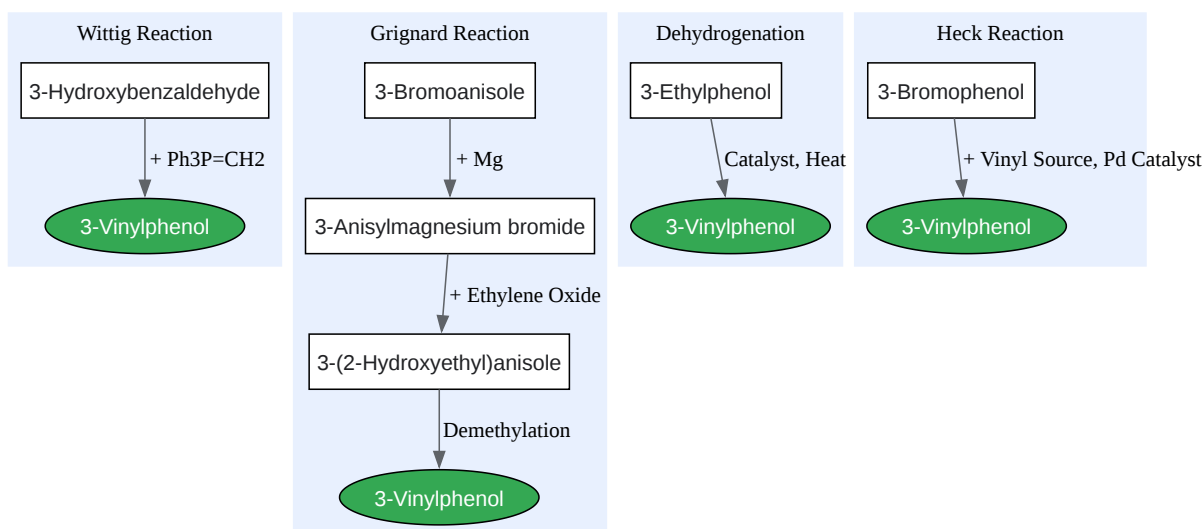 Wittig Reaction
3-Hydroxybenzaldehyde
+ Ph3P=CH2
3-Vinylphenol
Grignard Reaction
3-Bromoanisole
+ Mg
3-Anisylmagnesium bromide
+ Ethylene Oxide
3-(2-Hydroxyethyl)anisole
Demethylation
3-Vinylphenol
Dehydrogenation
3-Ethylphenol
Catalyst, Heat
3-Vinylphenol
Heck Reaction
3-Bromophenol
+ Vinyl Source, Pd Catalyst
3-Vinylphenol